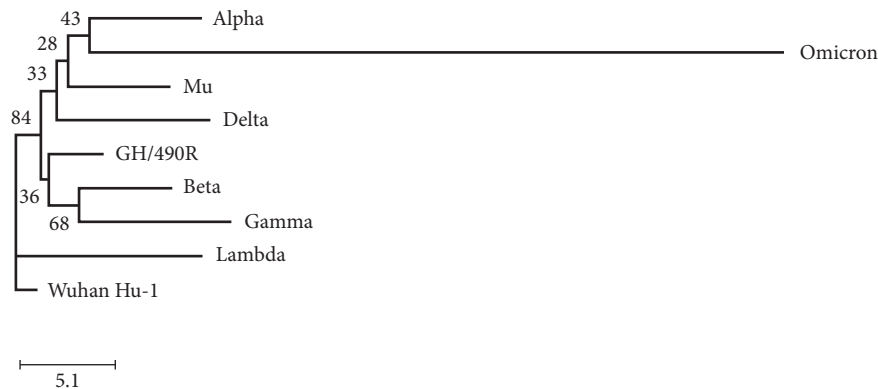 43
Alpha
28
Omicron
33
Mu
84
Delta
GH/490R
36
Beta
68
Gamma
Lambda
Wuhan Hu-1
5.1